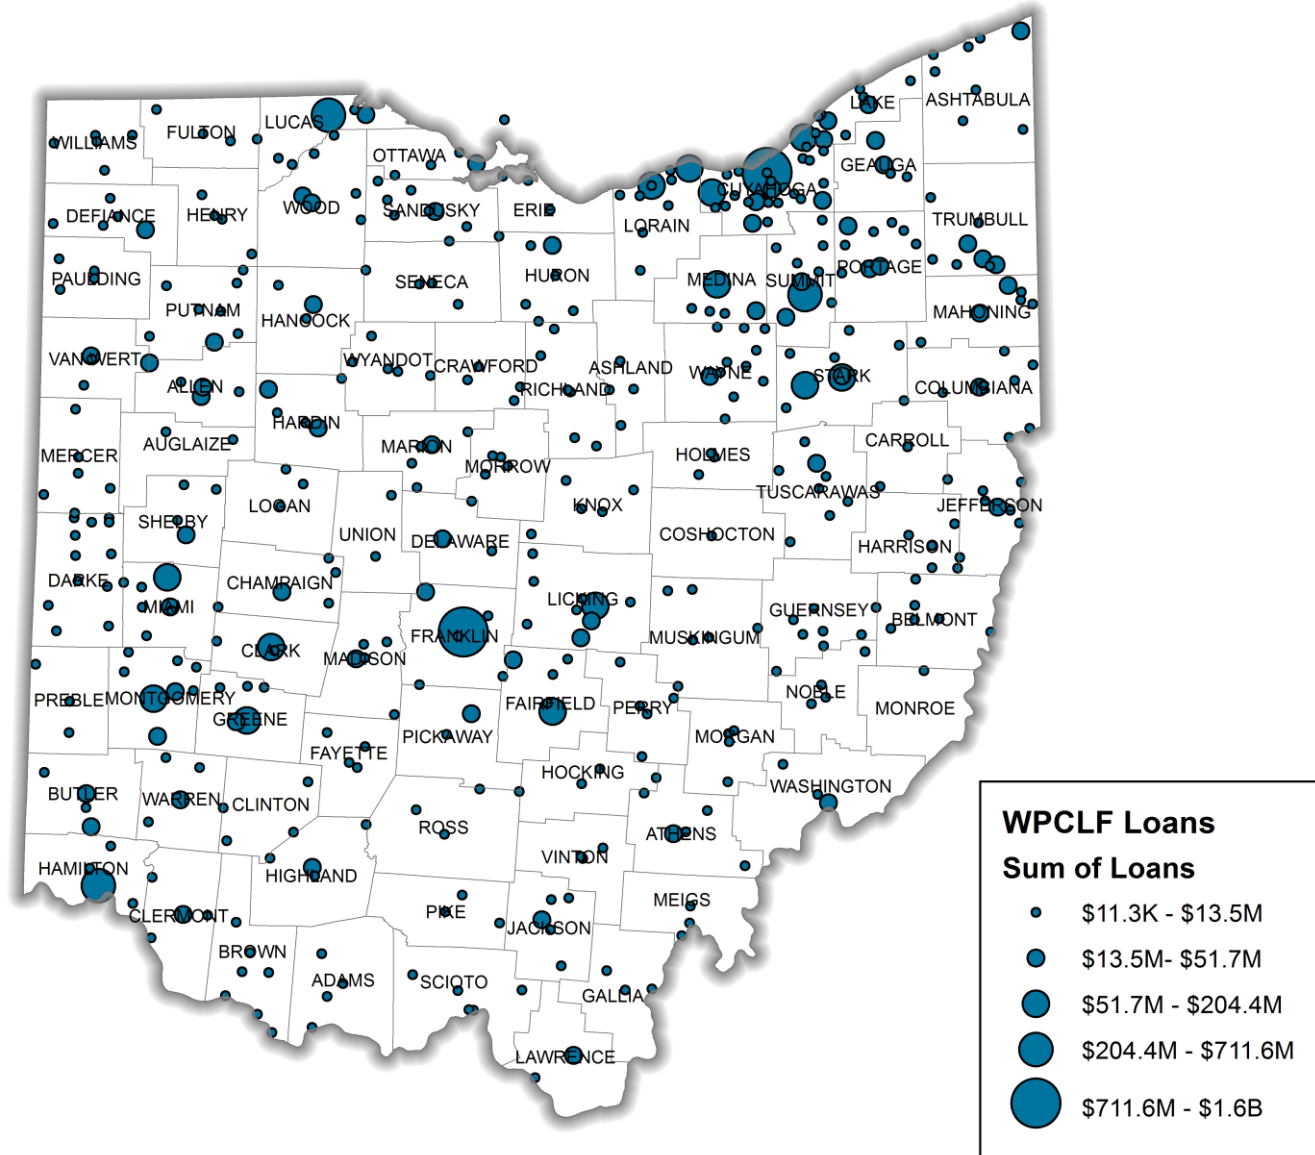 ASHTABULA
LAKE
LUCAS
FULTON
WILLIAMS
OTTAWA
GEAUGA
CUYAHOGA
WOOD
SANDUSKY
ERIE
DEFIANCE
HENRY
LORAIN
TRUMBULL
PORTAGE
HURON
PAULDING
SENECA
MEDINA
SUMMIT
PUTNAM
HANCOCK
MAHONING
VAN WERT
WYANDOT
CRAWFORD
ASHLAND
WAYNE
STARK
ALLEN
RICHLAND
COLUMBIANA
HARDIN
AUGLAIZE
MARION
CARROLL
MERCER
HOLMES
MORROW
TUSCARAWAS
LOGAN
KNOX
JEFFERSON
SHELBY
UNION
DELAWARE
COSHOCTON
HARRISON
DARKE
CHAMPAIGN
LICKING
MIAMI
GUERNSEY
BELMONT
FRANKLIN
MUSKINGUM
CLARK
MADISON
NOBLE
PREBLE
MONTGOMERY
FAIRFIELD
PERRY
MONROE
GREENE
PICKAWAY
MORGAN
FAYETTE
HOCKING
WASHINGTON
BUTLER
WARREN
CLINTON
ROSS
ATHENS
VINTON
HAMILTON
HIGHLAND
MEIGS
CLERMONT
PIKE
JACKSON
BROWN
ADAMS
SCIOTO
GALLIA
LAWRENCE
WPCLF Loans
Sum of Loans
$11.3K - $13.5M
$13.5M- $51.7M
$51.7M - $204.4M
$204.4M - $711.6M
$711.6M - $1.6B